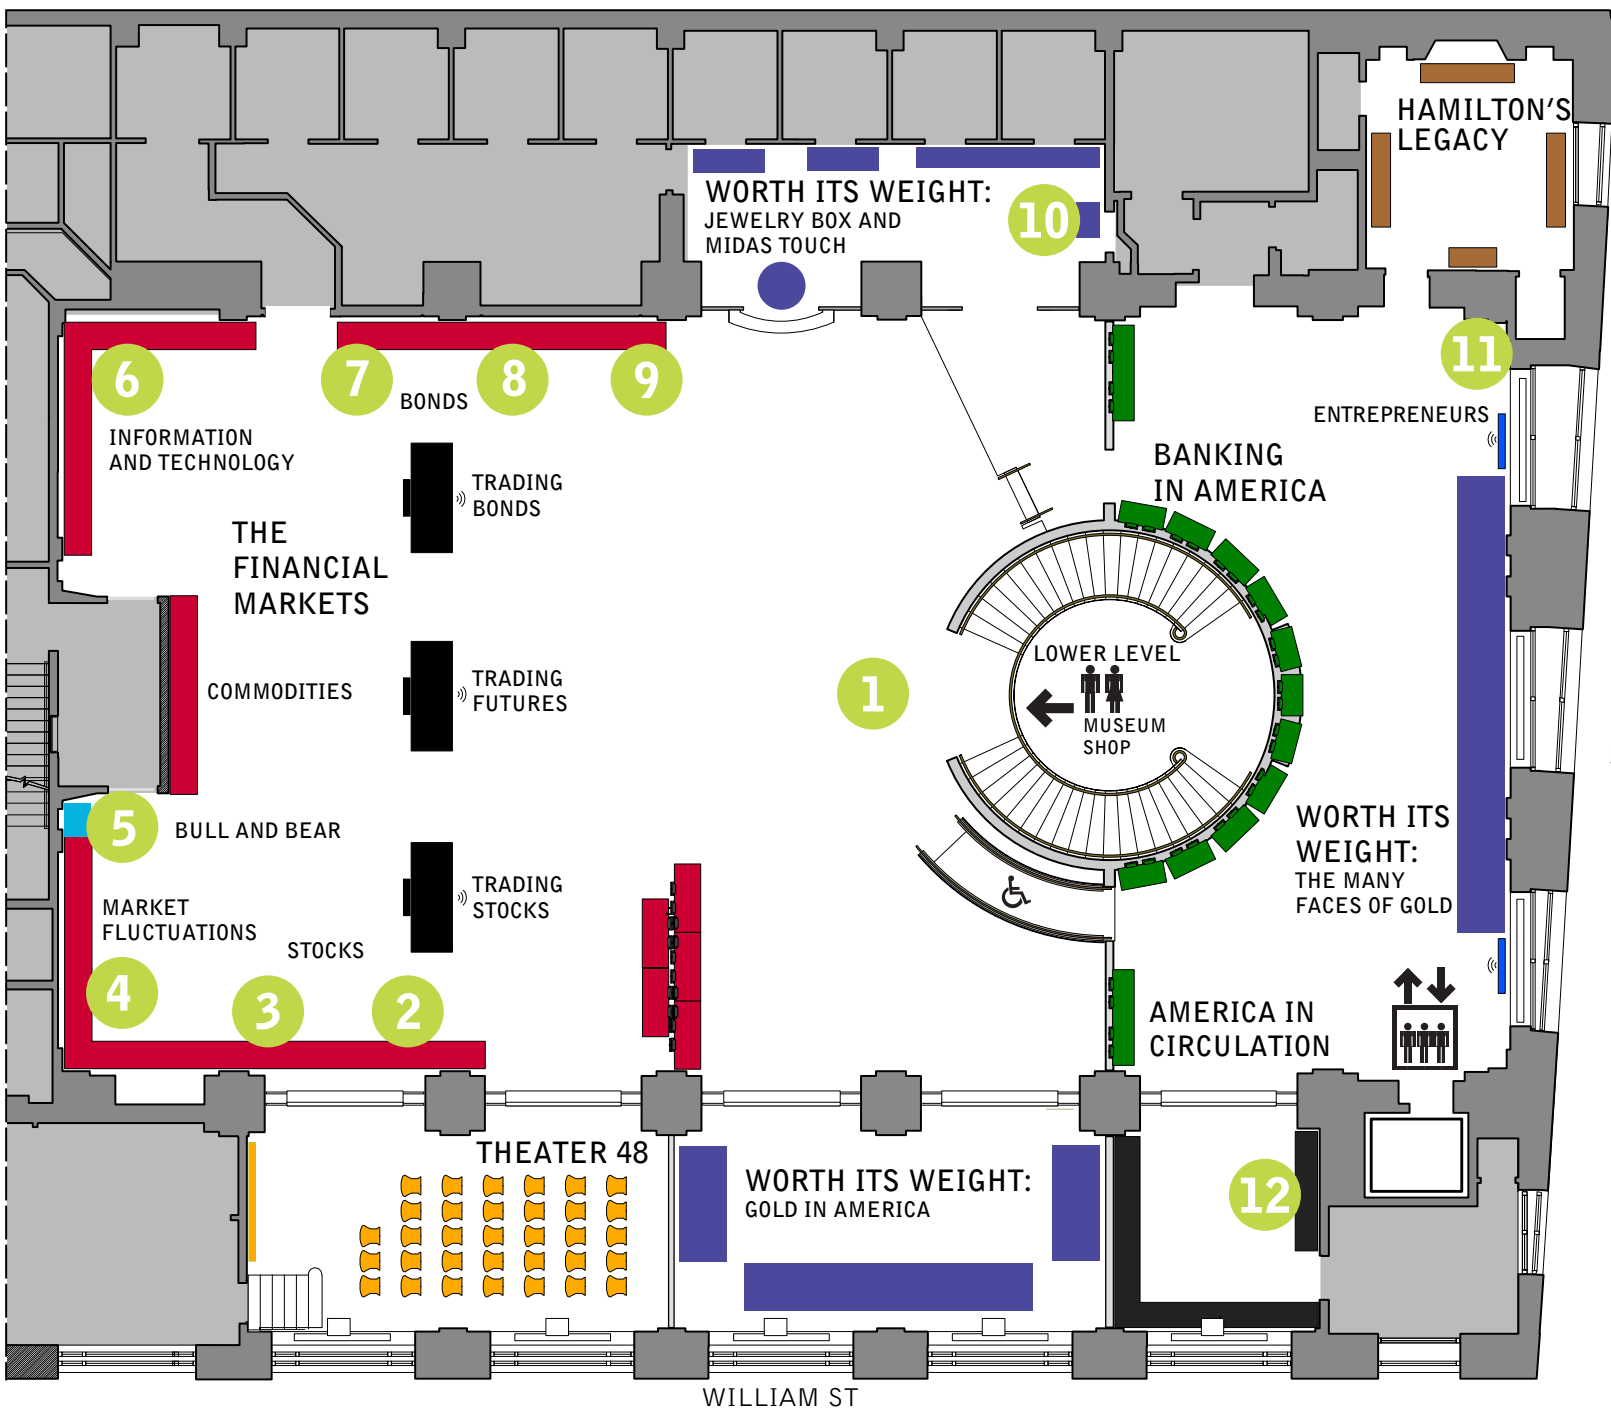 HAMILTON'S
LEGACY
WORTH ITS WEIGHT:
JEWELRY BOX AND
MIDAS TOUCH
10
11
6
7
8
9
BONDS
ENTREPRENEURS
INFORMATION
AND TECHNOLOGY
BANKING
IN AMERICA
TRADING
BONDS
THE
FINANCIAL
MARKETS
LOWER LEVEL
MUSEUM
SHOP
1
COMMODITIES
TRADING
FUTURES
5
BULL AND BEAR
WORTH ITS
WEIGHT:
THE MANY
FACES OF GOLD
TRADING
STOCKS
MARKET
FLUCTUATIONS
STOCKS
4
3
2
AMERICA IN
CIRCULATION
THEATER 48
WORTH ITS WEIGHT:
GOLD IN AMERICA
12
WILLIAM ST